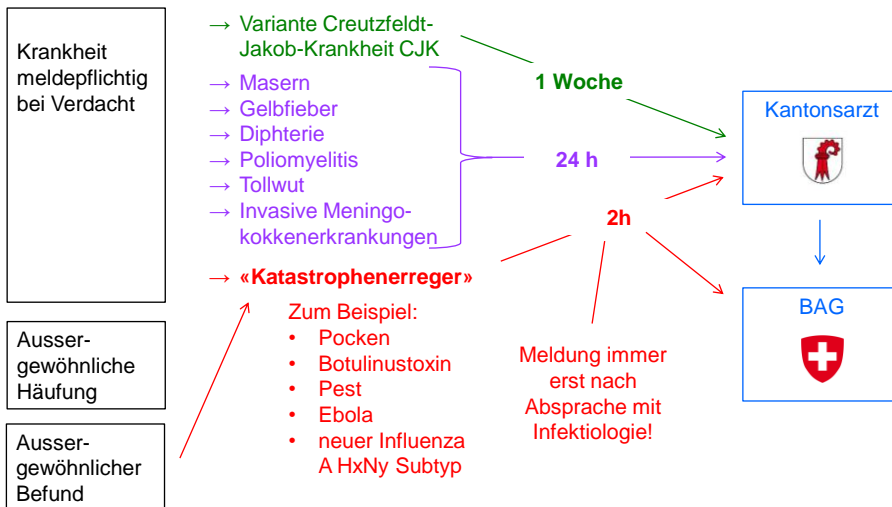 Krankheit
meldepflichtig
bei Verdacht
→ Variante Creutzfeldt-
Jakob-Krankheit CJK
→ Masern
→ Gelbfieber
→ Diphterie
→ Poliomyelitis
→ Tollwut
→ Invasive Meningo-
kokkenerkrankungen
→ «Katastrophenerreger»
Zum Beispiel:
• Pocken
• Botulinustoxin
• Pest
• Ebola
• neuer Influenza
A HxNy Subtyp
1 Woche
24 h
2h
Meldung immer
erst nach
Absprache mit
Infektiologie!
Kantonsarzt
BAG
Ausser-
gewöhnliche
Häufung
Ausser-
gewöhnlicher
Befund